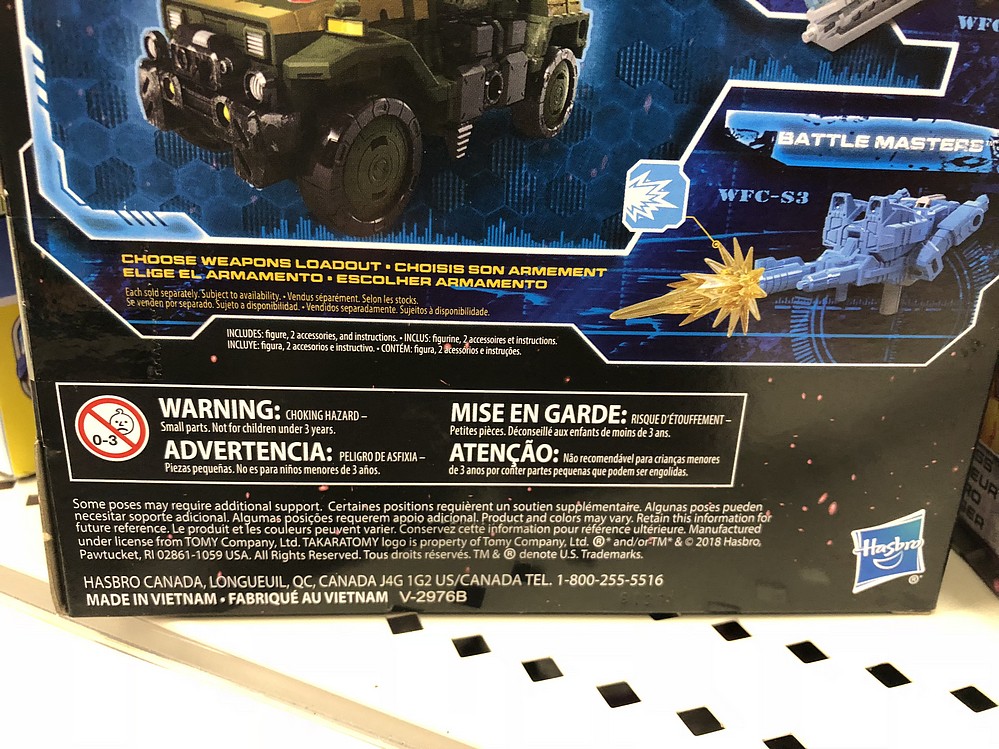 WFC
BATTLE MASTERS™
WFC-S3
CHOOSE WEAPONS LOADOUT • CHOISIS SON ARMEMENT
ELIGE EL ARMAMENTO • ESCOLHER ARMAMENTO
Each sold separately. Subject to availability. • Vendus séparément. Selon les stocks.
Se venden por separado. Sujeto a disponibilidad. • Vendidos separadamente. Sujeitos à disponibilidade.
INCLUDES: figure, 2 accessories, and instructions. • INCLUS: figurine, 2 accessoires et instructions.
INCLUYE: figura, 2 accesorios e instructivo. • CONTÉM: figura, 2 acessórios e instruções.
0-3
WARNING: CHOKING HAZARD –
Small parts. Not for children under 3 years.
MISE EN GARDE: RISQUE D'ÉTOUFFEMENT –
Petites pièces. Déconseillé aux enfants de moins de 3 ans.
ADVERTENCIA: PELIGRO DE ASFIXIA –
Piezas pequeñas. No es para niños menores de 3 años.
ATENÇÃO: Não recomendável para crianças menores
de 3 anos por conter partes pequenas que podem ser engolidas.
Some poses may require additional support. Certaines positions requièrent un soutien supplémentaire. Algunas poses pueden
necesitar soporte adicional. Algumas posições requerem apoio adicional. Product and colors may vary. Retain this information for
future reference. Le produit et les couleurs peuvent varier. Conservez cette information pour référence ultérieure. Manufactured
under license from TOMY Company, Ltd. TAKARATOMY logo is property of Tomy Company, Ltd. ®* and/or TM* & © 2018 Hasbro,
Pawtucket, RI 02861-1059 USA. All Rights Reserved. Tous droits réservés. TM & ® denote U.S. Trademarks.
Hasbro®
HASBRO CANADA, LONGUEUIL, QC, CANADA J4G 1G2 US/CANADA TEL. 1-800-255-5516
MADE IN VIETNAM • FABRIQUÉ AU VIETNAM V-2976B